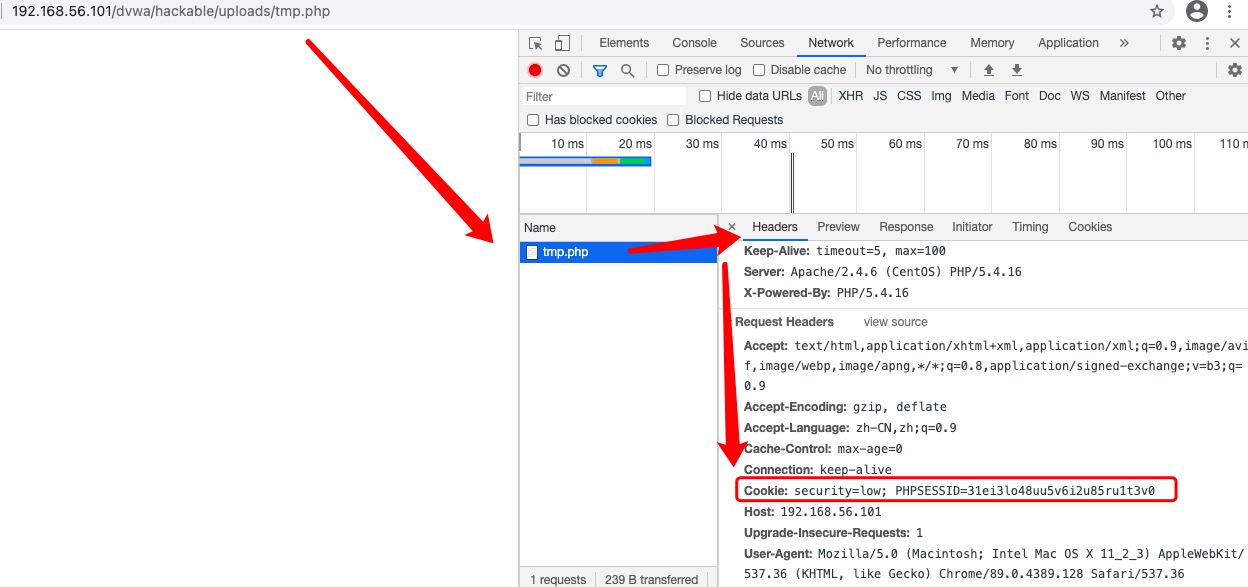 192.168.56.101/dvwa/hackable/uploads/tmp.php
Elements Console Sources Network Performance Memory Application »
Preserve log Disable cache No throttling
Filter Hide data URLs All XHR JS CSS Img Media Font Doc WS Manifest Other
Has blocked cookies Blocked Requests
10 ms 20 ms 30 ms 40 ms 50 ms 60 ms 70 ms 80 ms 90 ms 100 ms 110 m
Name × Headers Preview Response Initiator Timing Cookies
tmp.php
Keep-Alive: timeout=5, max=100
Server: Apache/2.4.6 (CentOS) PHP/5.4.16
X-Powered-By: PHP/5.4.16
Request Headers view source
Accept: text/html,application/xhtml+xml,application/xml;q=0.9,image/avi
f,image/webp,image/apng,*/*;q=0.8,application/signed-exchange;v=b3;q=
0.9
Accept-Encoding: gzip, deflate
Accept-Language: zh-CN,zh;q=0.9
Cache-Control: max-age=0
Connection: keep-alive
Cookie: security=low; PHPSESSID=31ei3lo48uu5v6i2u85ru1t3v0
Host: 192.168.56.101
Upgrade-Insecure-Requests: 1
User-Agent: Mozilla/5.0 (Macintosh; Intel Mac OS X 11_2_3) AppleWebKit/
537.36 (KHTML, like Gecko) Chrome/89.0.4389.128 Safari/537.36
1 requests 239 B transferred